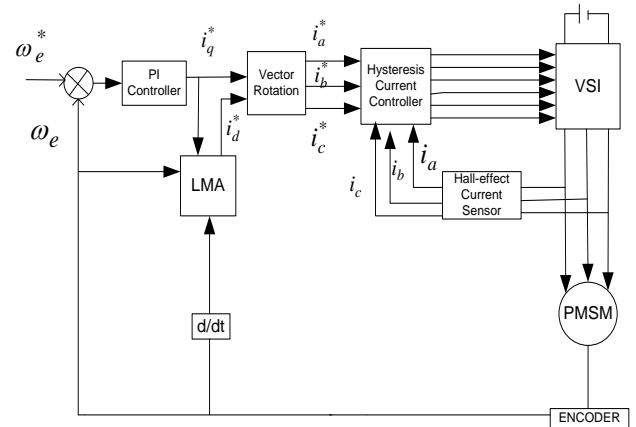 ω_e^*
PI
Controller
i_q^*
Vector
Rotation
i_a^*
i_b^*
i_c^*
Hysteresis
Current
Controller
VSI
ω_e
i_d^*
LMA
i_c
i_b
i_a
Hall-effect
Current
Sensor
d/dt
PMSM
ENCODER